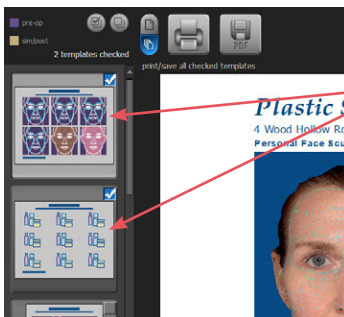 pre-op
sim/post
2 templates checked
PDF
print/save all checked templates
Plastic S
4 Wood Hollow Ro
Personal Face Scu